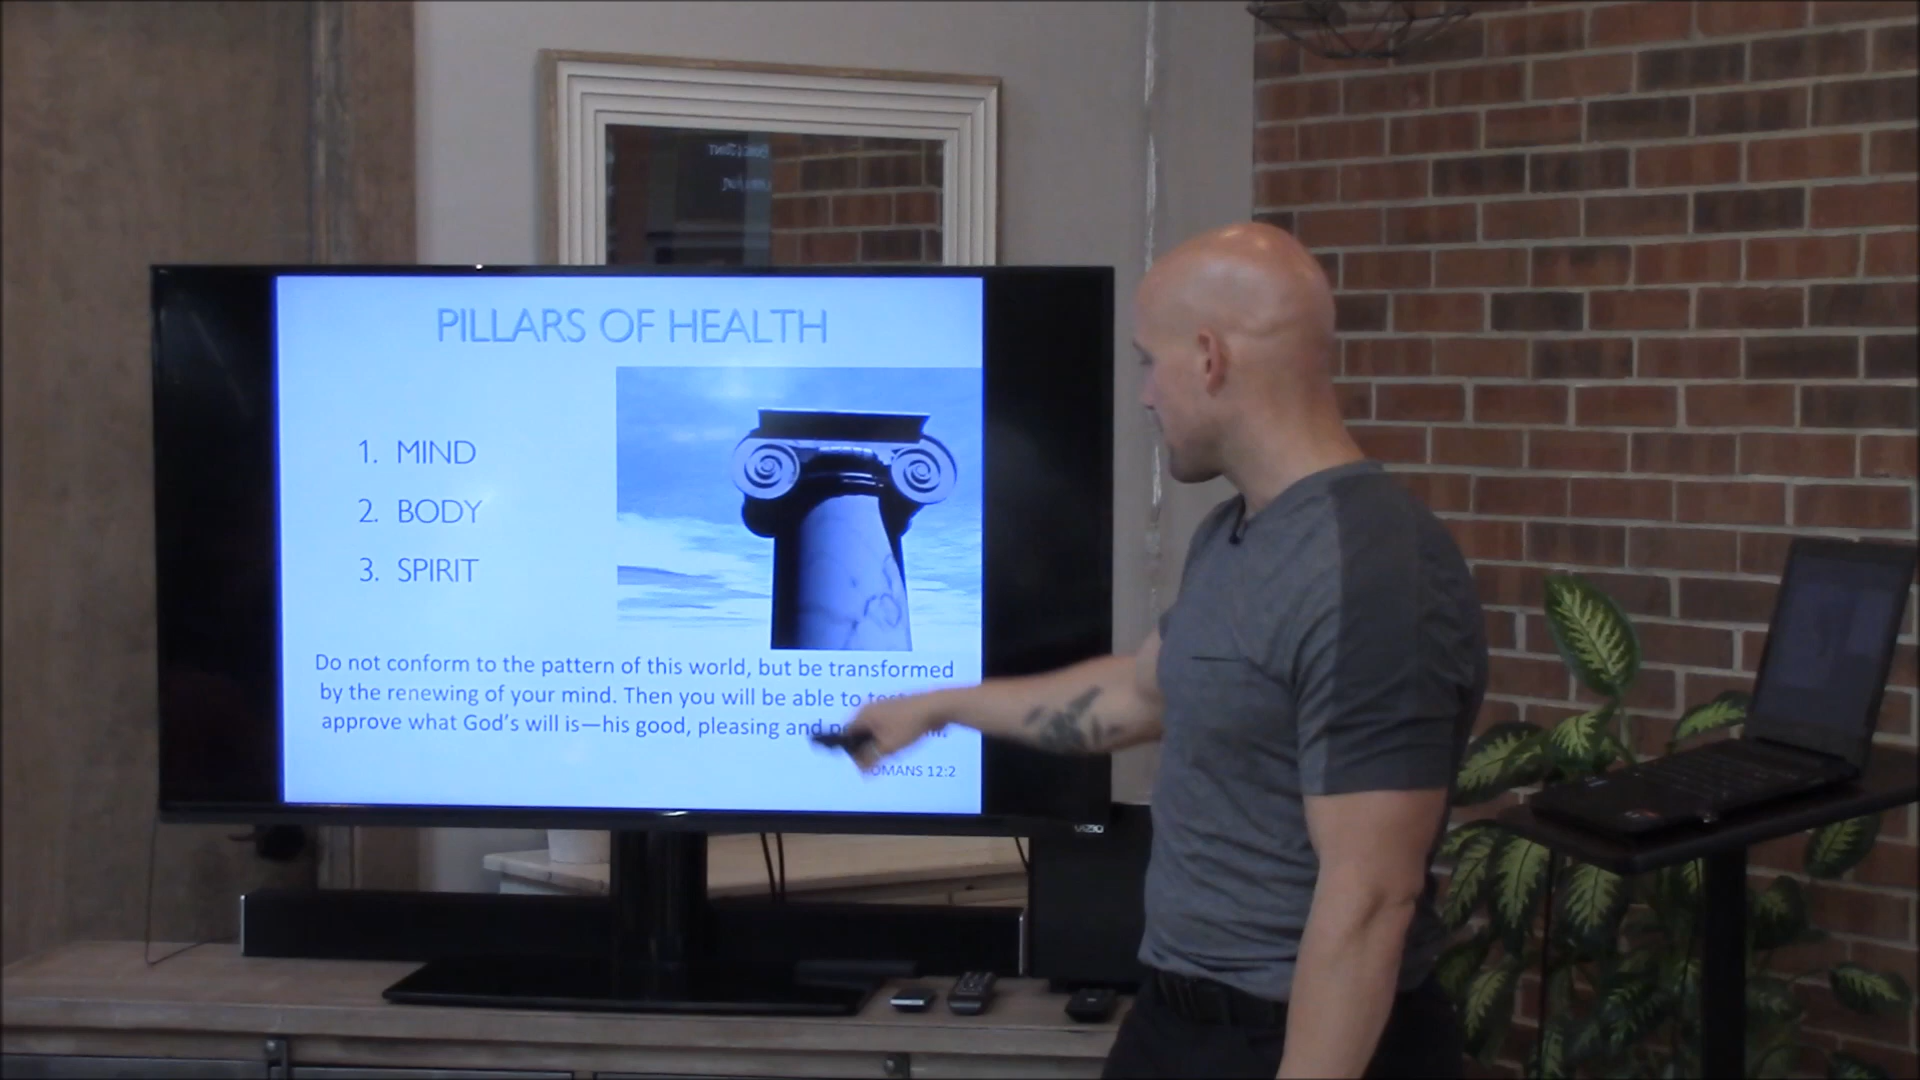 PILLARS OF HEALTH
1. MIND
2. BODY
3. SPIRIT
Do not conform to the pattern of this world, but be transformed
by the renewing of your mind. Then you will be able to
approve what God's will is—his good, pleasing and
ROMANS 12:2
VIZIO